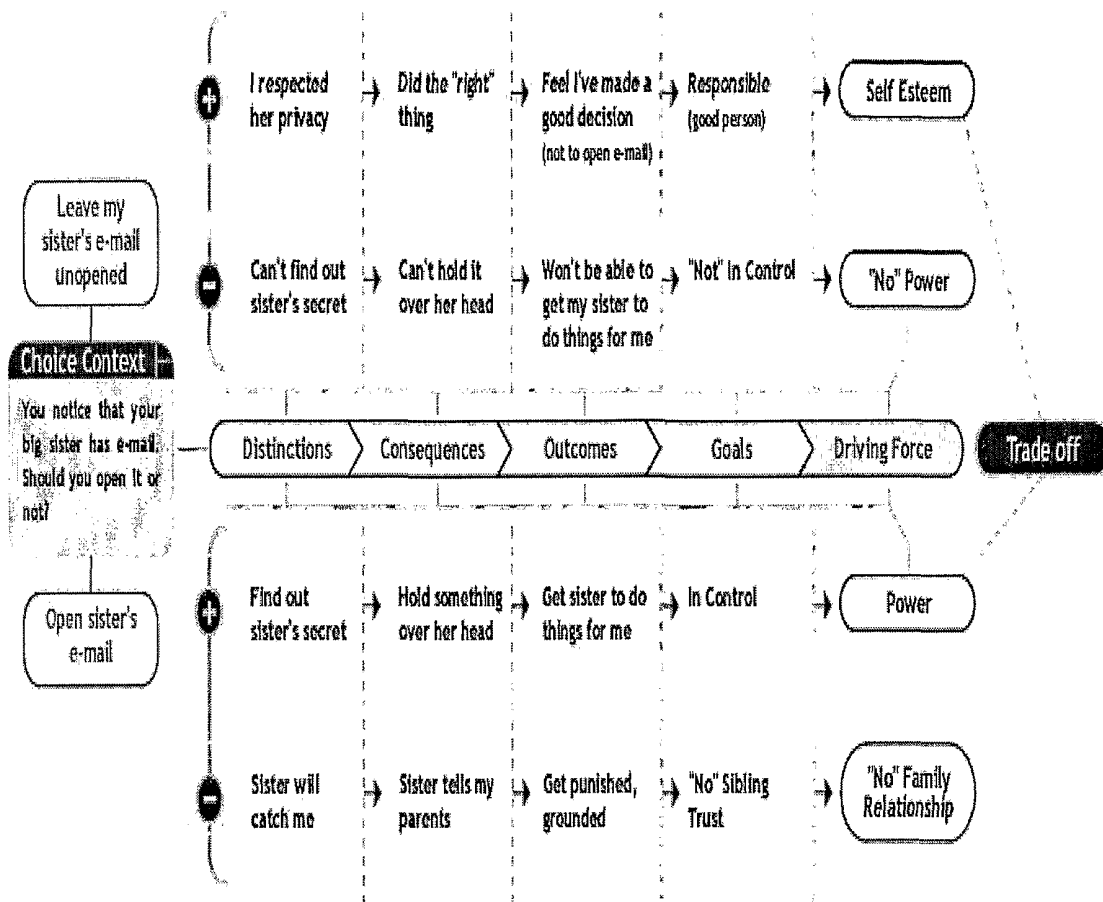 I respected
her privacy
Did the "right"
thing
Feel I've made a
good decision
(not to open e-mail)
Responsible
(good person)
Self Esteem
Leave my
sister's e-mail
unopened
Can't find out
sister's secret
Can't hold it
over her head
Won't be able to
get my sister to
do things for me
"Not" In Control
"No" Power
Choice Context
You notice that your
big sister has e-mail.
Should you open it or
not?
Distinctions
Consequences
Outcomes
Goals
Driving Force
Trade off
Open sister's
e-mail
Find out
sister's secret
Hold something
over her head
Get sister to do
things for me
In Control
Power
Sister will
catch me
Sister tells my
parents
Get punished,
grounded
"No" Sibling
Trust
"No" Family
Relationship